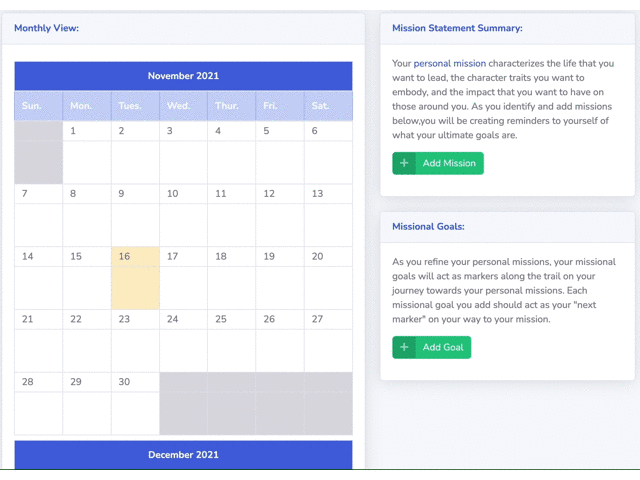 Monthly View:
November 2021
Sun. Mon. Tues. Wed. Thur. Fri. Sat.
1 2 3 4 5 6
7 8 9 10 11 12 13
14 15 16 17 18 19 20
21 22 23 24 25 26 27
28 29 30
December 2021
Mission Statement Summary:
Your personal mission characterizes the life that you
want to lead, the character traits you want to
embody, and the impact that you want to have on
those around you. As you identify and add missions
below,you will be creating reminders to yourself of
what your ultimate goals are.
+ Add Mission
Missional Goals:
As you refine your personal missions, your missional
goals will act as markers along the trail on your
journey towards your personal missions. Each
missional goal you add should act as your "next
marker" on your way to your mission.
+ Add Goal